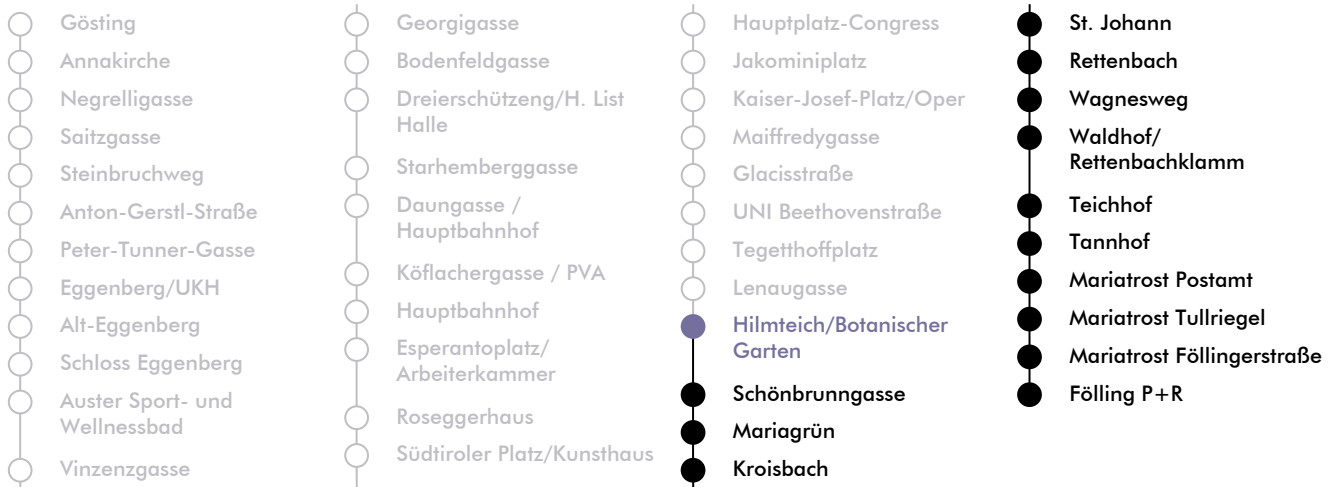 Gösting
Annakirche
Negrelligasse
Saitzgasse
Steinbruchweg
Anton-Gerstl-Straße
Peter-Tunner-Gasse
Eggenberg/UKH
Alt-Eggenberg
Schloss Eggenberg
Auster Sport- und
Wellnessbad
Vinzenzgasse
Georgigasse
Bodenfeldgasse
Dreierschützeng/H. List
Halle
Starhemberggasse
Daungasse /
Hauptbahnhof
Köflachergasse / PVA
Hauptbahnhof
Esperantoplatz/
Arbeiterkammer
Roseggerhaus
Südtiroler Platz/Kunsthaus
Hauptplatz-Congress
Jakominiplatz
Kaiser-Josef-Platz/Oper
Maiffredygasse
Glacisstraße
UNI Beethovenstraße
Tegetthoffplatz
Lenaugasse
Hilmteich/Botanischer
Garten
Schönbrunngasse
Mariagrün
Kroisbach
St. Johann
Rettenbach
Wagnesweg
Waldhof/
Rettenbachklamm
Teichhof
Tannhof
Mariatrost Postamt
Mariatrost Tullriegel
Mariatrost Föllingerstraße
Fölling P+R